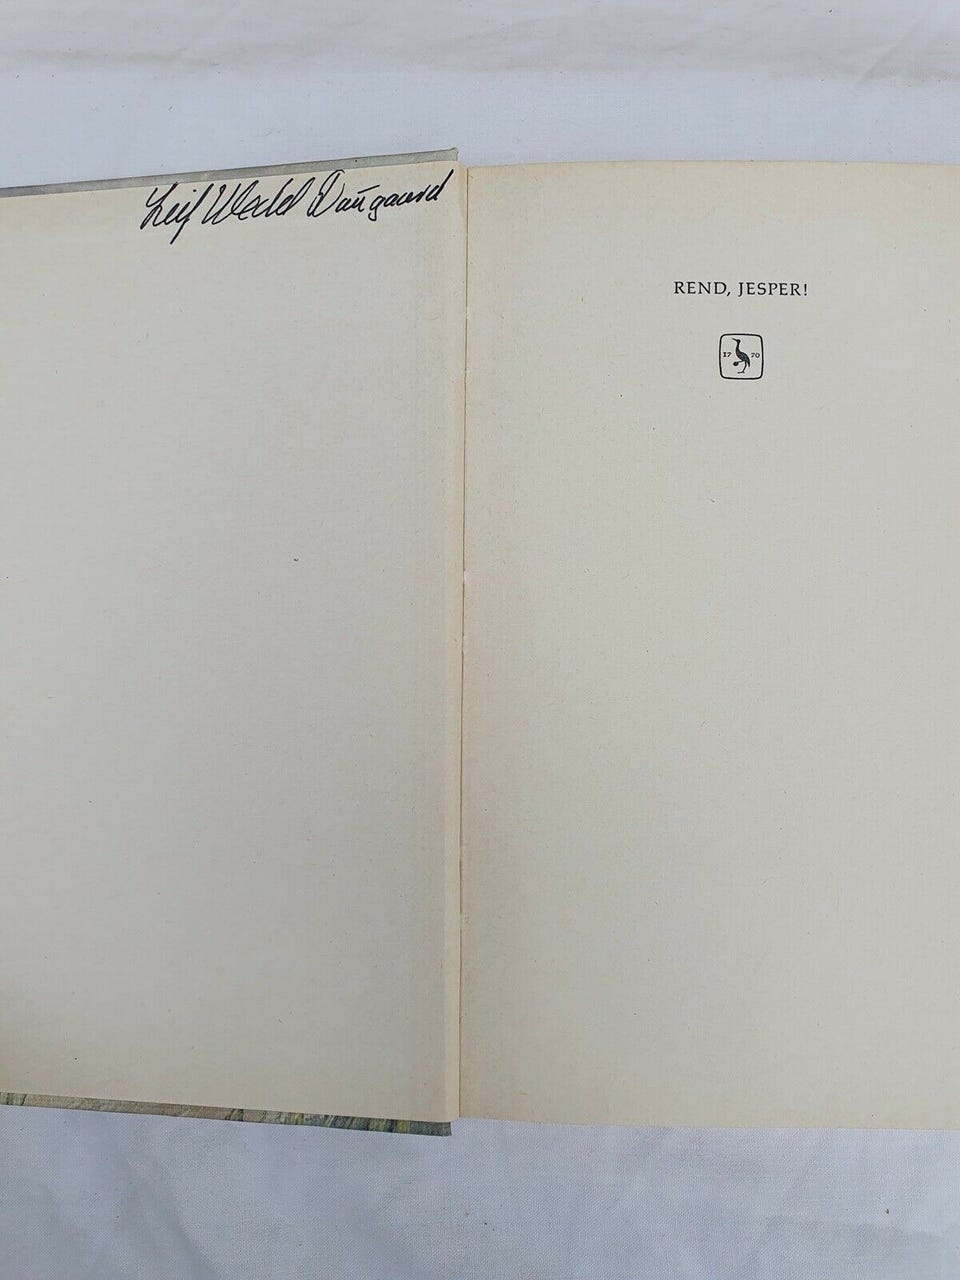 Leif Wedel Daugaard
REND, JESPER!
17 70